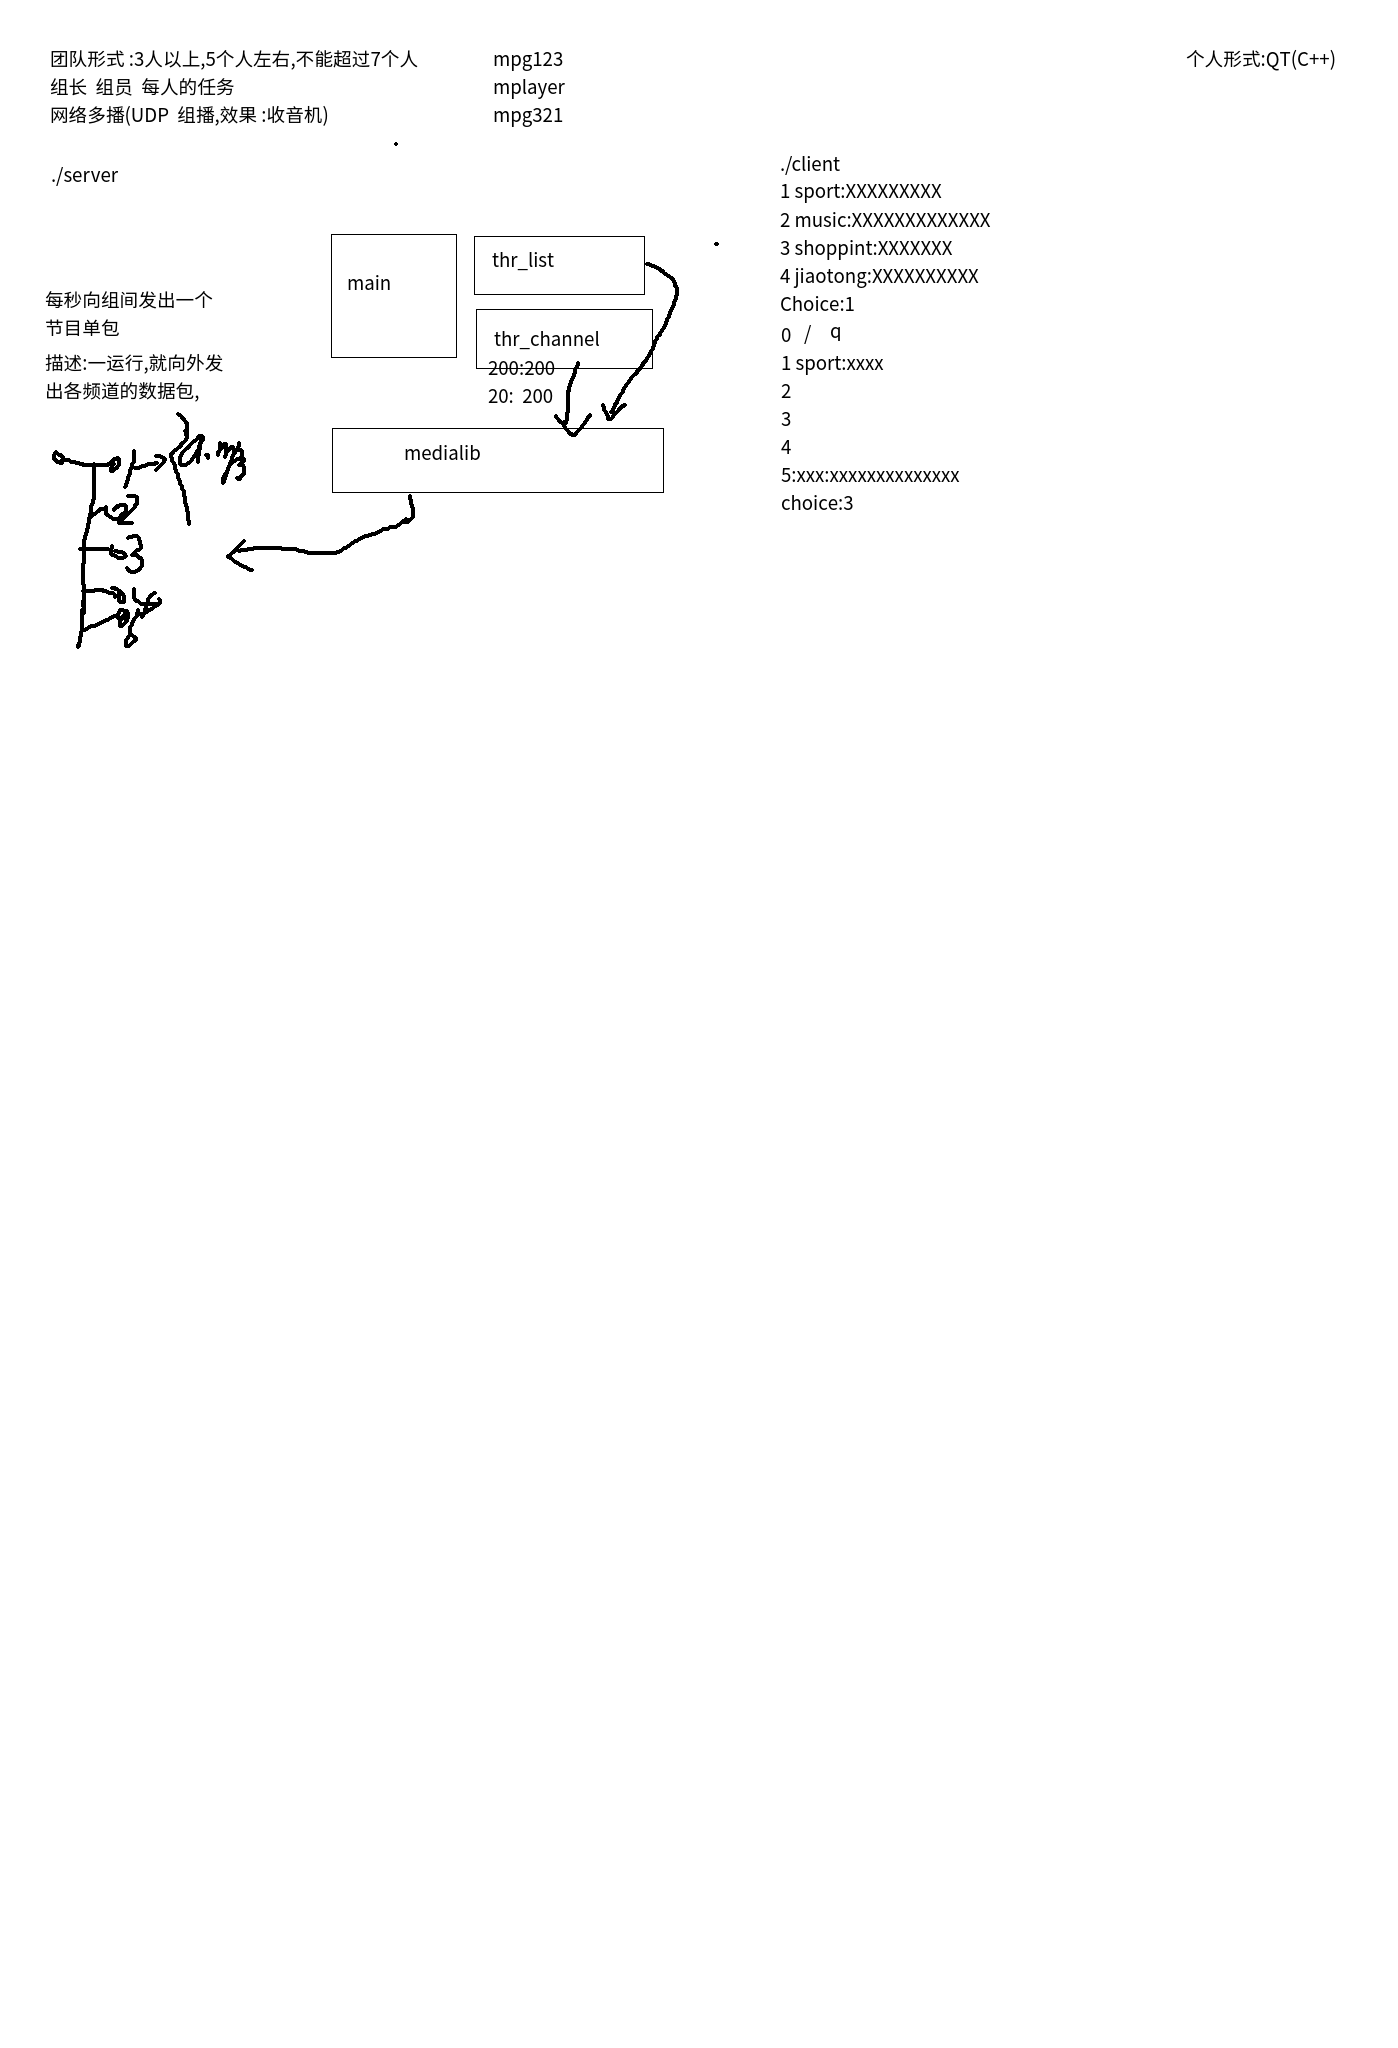 团队形式 :3人以上,5个人左右,不能超过7个人
组长 组员 每人的任务
网络多播(UDP 组播,效果 :收音机)
mpg123
mplayer
mpg321
个人形式:QT(C++)
./server
每秒向组间发出一个
节目单包
描述:一运行,就向外发
出各频道的数据包,
main
thr_list
thr_channel
200:200
20: 200
medialib
1
2
3
4
./client
1 sport:XXXXXXXXX
2 music:XXXXXXXXXXXXX
3 shoppint:XXXXXXX
4 jiaotong:XXXXXXXXXX
Choice:1
0 / q
1 sport:xxxx
2
3
4
5:xxx:xxxxxxxxxxxxxx
choice:3